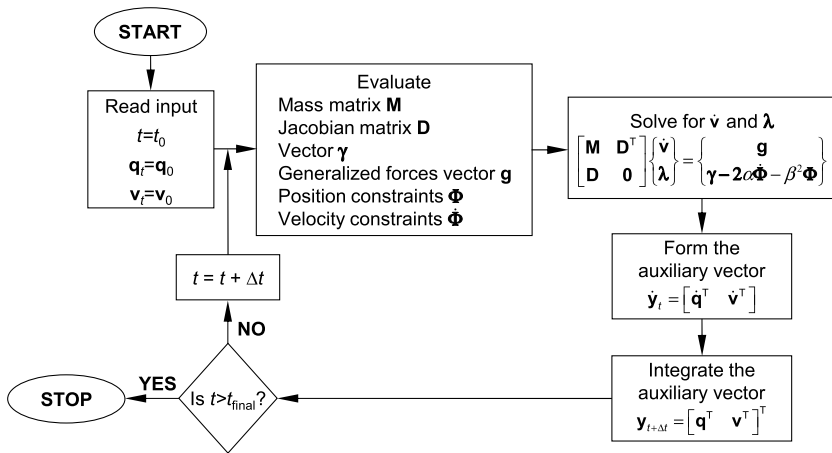 START
Read input
t=t₀
𝐪ₜ=𝐪₀
𝐯ₜ=𝐯₀
Evaluate
Mass matrix 𝐌
Jacobian matrix 𝐃
Vector 𝛄
Generalized forces vector 𝐠
Position constraints 𝚽
Velocity constraints 𝚽̇
Solve for 𝐯̇ and 𝛌
[𝐌 𝐃ᵀ]{𝐯̇}={𝐠}
[𝐃 𝟎]{𝛌} {𝛄−2α𝚽̇−β²𝚽}
Form the
auxiliary vector
𝐲̇ₜ=[𝐪̇ᵀ 𝐯̇ᵀ]
Integrate the
auxiliary vector
𝐲ₜ₊Δₜ=[𝐪ᵀ 𝐯ᵀ]ᵀ
Is t>t_final?
NO
t = t + Δt
YES
STOP